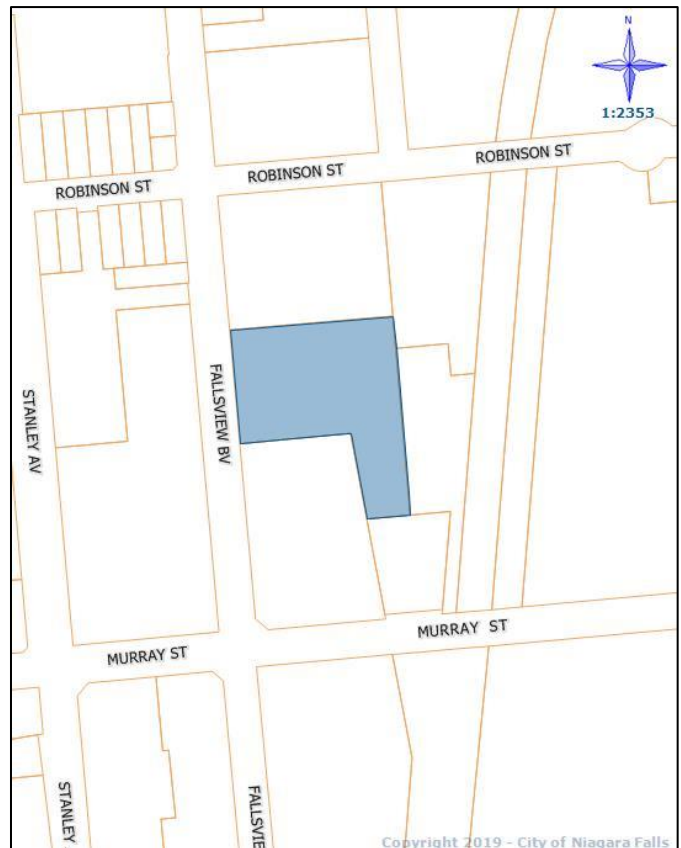 N
1:2353
ROBINSON ST
ROBINSON ST
ROBINSON ST
STANLEY AV
FALLSVIEW BV
MURRAY ST
MURRAY ST
STANLEY
FALLSVIE
Copyright 2019 - City of Niagara Falls